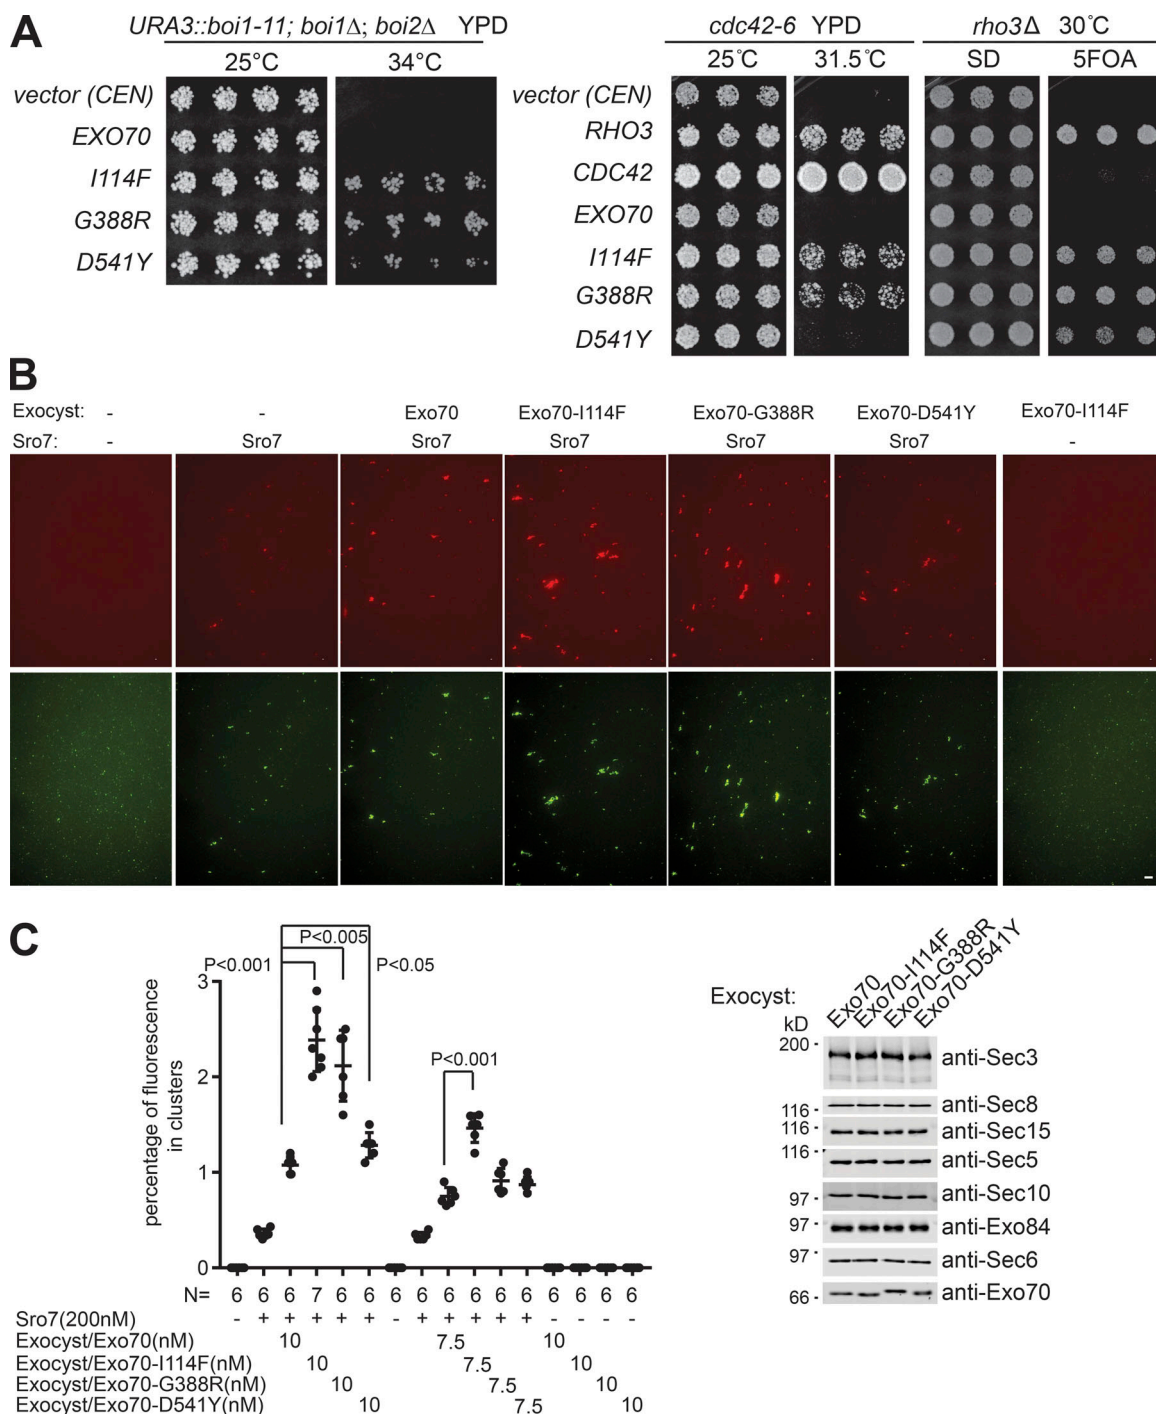 A
URA3::boi1-11; boi1Δ; boi2Δ YPD
25°C 34°C
vector (CEN)
EXO70
I114F
G388R
D541Y
cdc42-6 YPD rho3Δ 30°C
25°C 31.5°C SD 5FOA
vector (CEN)
RHO3
CDC42
EXO70
I114F
G388R
D541Y
B
Exocyst: - - Exo70 Exo70-I114F Exo70-G388R Exo70-D541Y Exo70-I114F
Sro7: - Sro7 Sro7 Sro7 Sro7 Sro7 -
C
P<0.005
P<0.001 P<0.05
P<0.001
percentage of fluorescence
in clusters
3
2
1
0
N= 6 6 6 7 6 6 6 6 6 6 6 6 6 6 6 6
Sro7(200nM) - + + + + + - + + + + + - - - -
Exocyst/Exo70(nM) 10 7.5 10
Exocyst/Exo70-I114F(nM) 10 7.5 10
Exocyst/Exo70-G388R(nM) 10 7.5 10
Exocyst/Exo70-D541Y(nM) 10 7.5 10
Exocyst: Exo70 Exo70-I114F Exo70-G388R Exo70-D541Y
kD
200 anti-Sec3
116 anti-Sec8
116 anti-Sec15
116 anti-Sec5
97 anti-Sec10
97 anti-Exo84
97 anti-Sec6
66 anti-Exo70